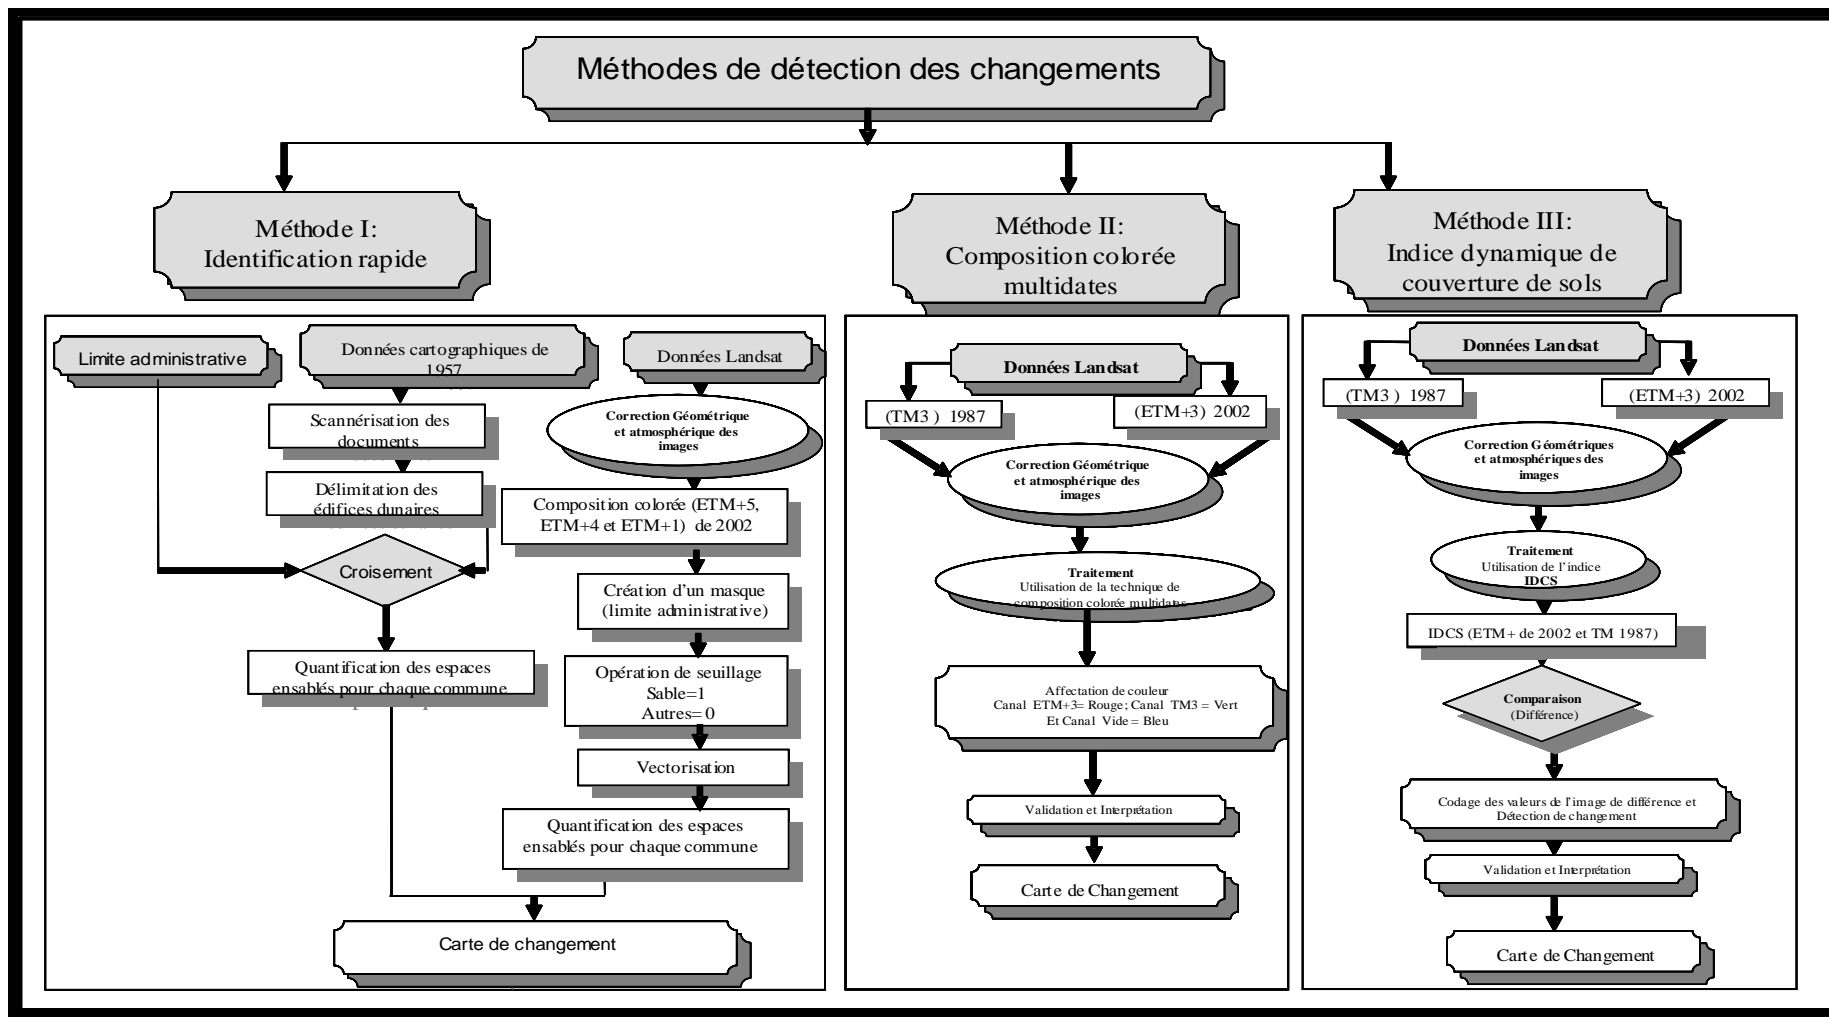 Méthodes de détection des changements
Méthode I:
Identification rapide
Limite administrative
Données cartographiques de
1957
Données Landsat
Scannérisation des
documents
Correction Géométrique
et atmosphérique des
images
Délimitation des
édifices dunaires
Composition colorée (ETM+5,
ETM+4 et ETM+1) de 2002
Croisement
Création d'un masque
(limite administrative)
Quantification des espaces
ensablés pour chaque commune
Opération de seuillage
Sable=1
Autres= 0
Vectorisation
Quantification des espaces
ensablés pour chaque commune
Carte de changement
Méthode II:
Composition colorée
multidates
Données Landsat
(TM3 ) 1987
(ETM+3) 2002
Correction Géométrique
et atmosphérique des
images
Traitement
Utilisation de la technique de
composition colorée multidates
Affectation de couleur
Canal ETM+3= Rouge; Canal TM3 = Vert
Et Canal Vide = Bleu
Validation et Interprétation
Carte de Changement
Méthode III:
Indice dynamique de
couverture de sols
Données Landsat
(TM3 ) 1987
(ETM+3) 2002
Correction Géométriques
et atmosphériques des
images
Traitement
Utilisation de l'indice
IDCS
IDCS (ETM+ de 2002 et TM 1987)
Comparaison
(Différence)
Codage des valeurs de l'image de différence et
Détection de changement
Validation et Interprétation
Carte de Changement